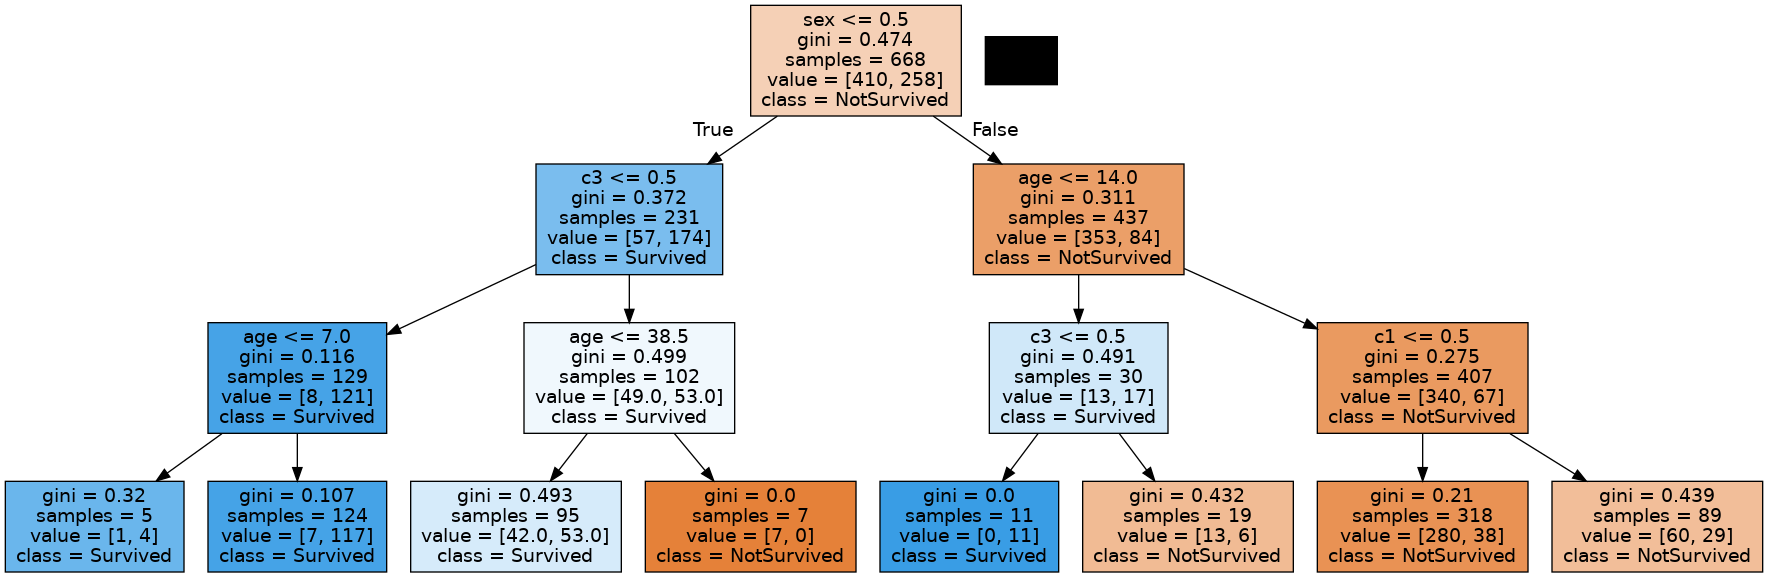 sex <= 0.5
gini = 0.474
samples = 668
value = [410, 258]
class = NotSurvived
True
False
c3 <= 0.5
gini = 0.372
samples = 231
value = [57, 174]
class = Survived
age <= 14.0
gini = 0.311
samples = 437
value = [353, 84]
class = NotSurvived
age <= 7.0
gini = 0.116
samples = 129
value = [8, 121]
class = Survived
age <= 38.5
gini = 0.499
samples = 102
value = [49.0, 53.0]
class = Survived
c3 <= 0.5
gini = 0.491
samples = 30
value = [13, 17]
class = Survived
c1 <= 0.5
gini = 0.275
samples = 407
value = [340, 67]
class = NotSurvived
gini = 0.32
samples = 5
value = [1, 4]
class = Survived
gini = 0.107
samples = 124
value = [7, 117]
class = Survived
gini = 0.493
samples = 95
value = [42.0, 53.0]
class = Survived
gini = 0.0
samples = 7
value = [7, 0]
class = NotSurvived
gini = 0.0
samples = 11
value = [0, 11]
class = Survived
gini = 0.432
samples = 19
value = [13, 6]
class = NotSurvived
gini = 0.21
samples = 318
value = [280, 38]
class = NotSurvived
gini = 0.439
samples = 89
value = [60, 29]
class = NotSurvived